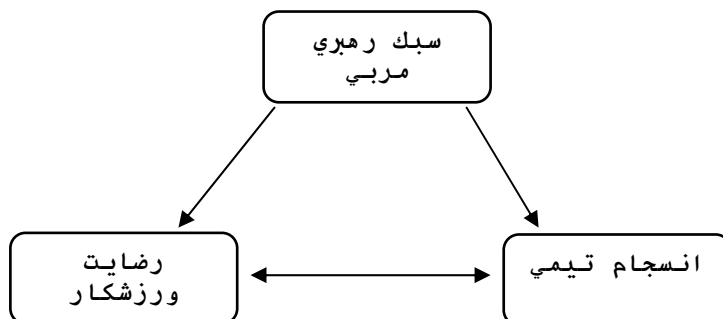 سبك رهبري
مربي
رضايت
ورزشكار
انسجام تيمي